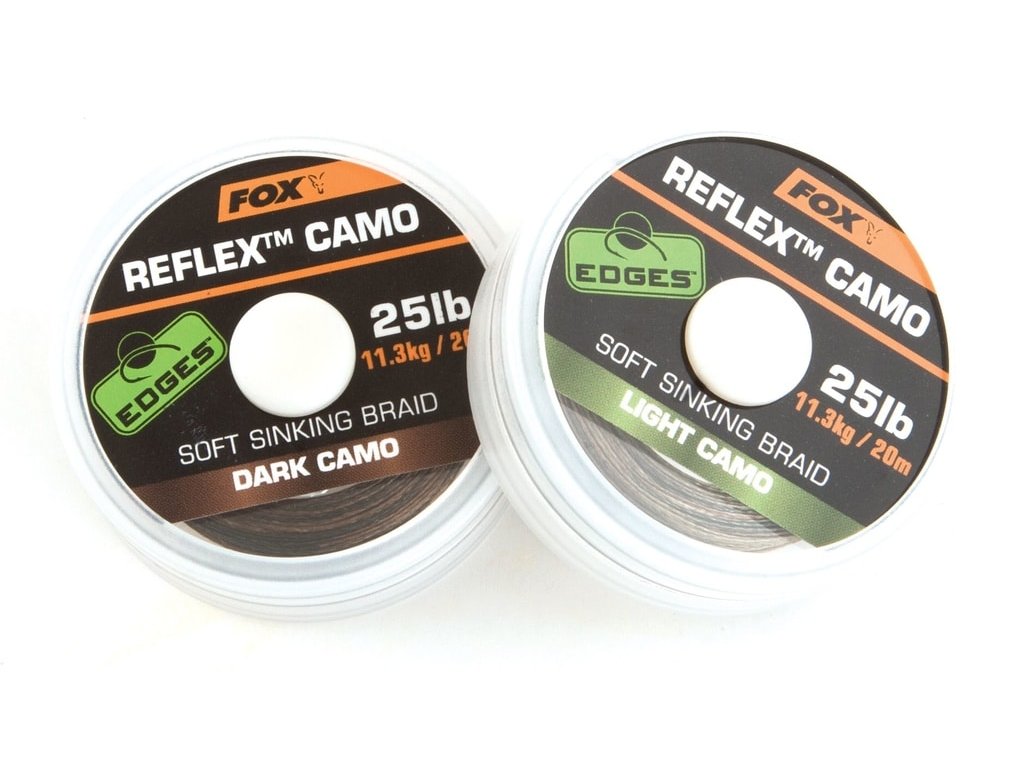 FOX
REFLEX™ CAMO
25lb
11.3kg / 20
EDGES
SOFT SINKING BRAID
DARK CAMO
FOX
REFLEX™ CAMO
EDGES™
25lb
11.3kg / 20m
SOFT SINKING BRAID
LIGHT CAMO